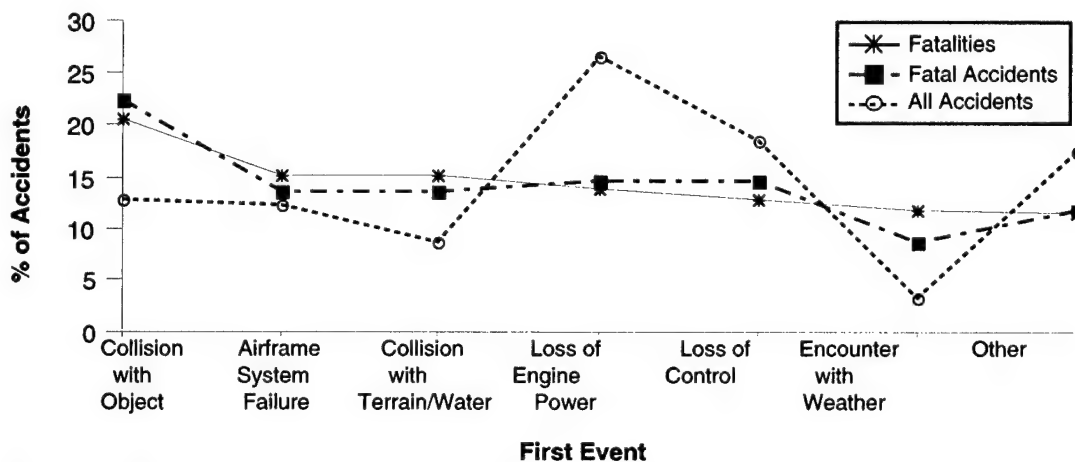 30
25
20
15
10
5
0
% of Accidents
Fatalities
Fatal Accidents
All Accidents
Collision
with
Object
Airframe
System
Failure
Collision
with
Terrain/Water
Loss of
Engine
Power
Loss of
Control
Encounter
with
Weather
Other
First Event